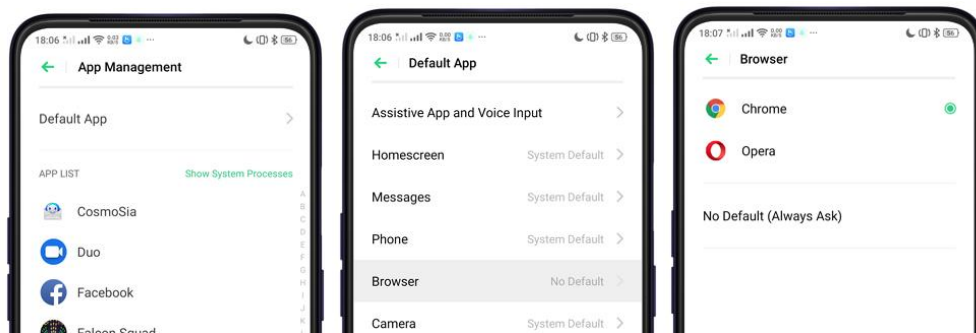 18:06
App Management
Default App
APP LIST Show System Processes
CosmoSia
Duo
Facebook
Falcon Squad
A
B
C
D
E
F
G
H
I
J
K
18:06
Default App
Assistive App and Voice Input
Homescreen System Default
Messages System Default
Phone System Default
Browser No Default
Camera System Default
18:07
Browser
Chrome
Opera
No Default (Always Ask)